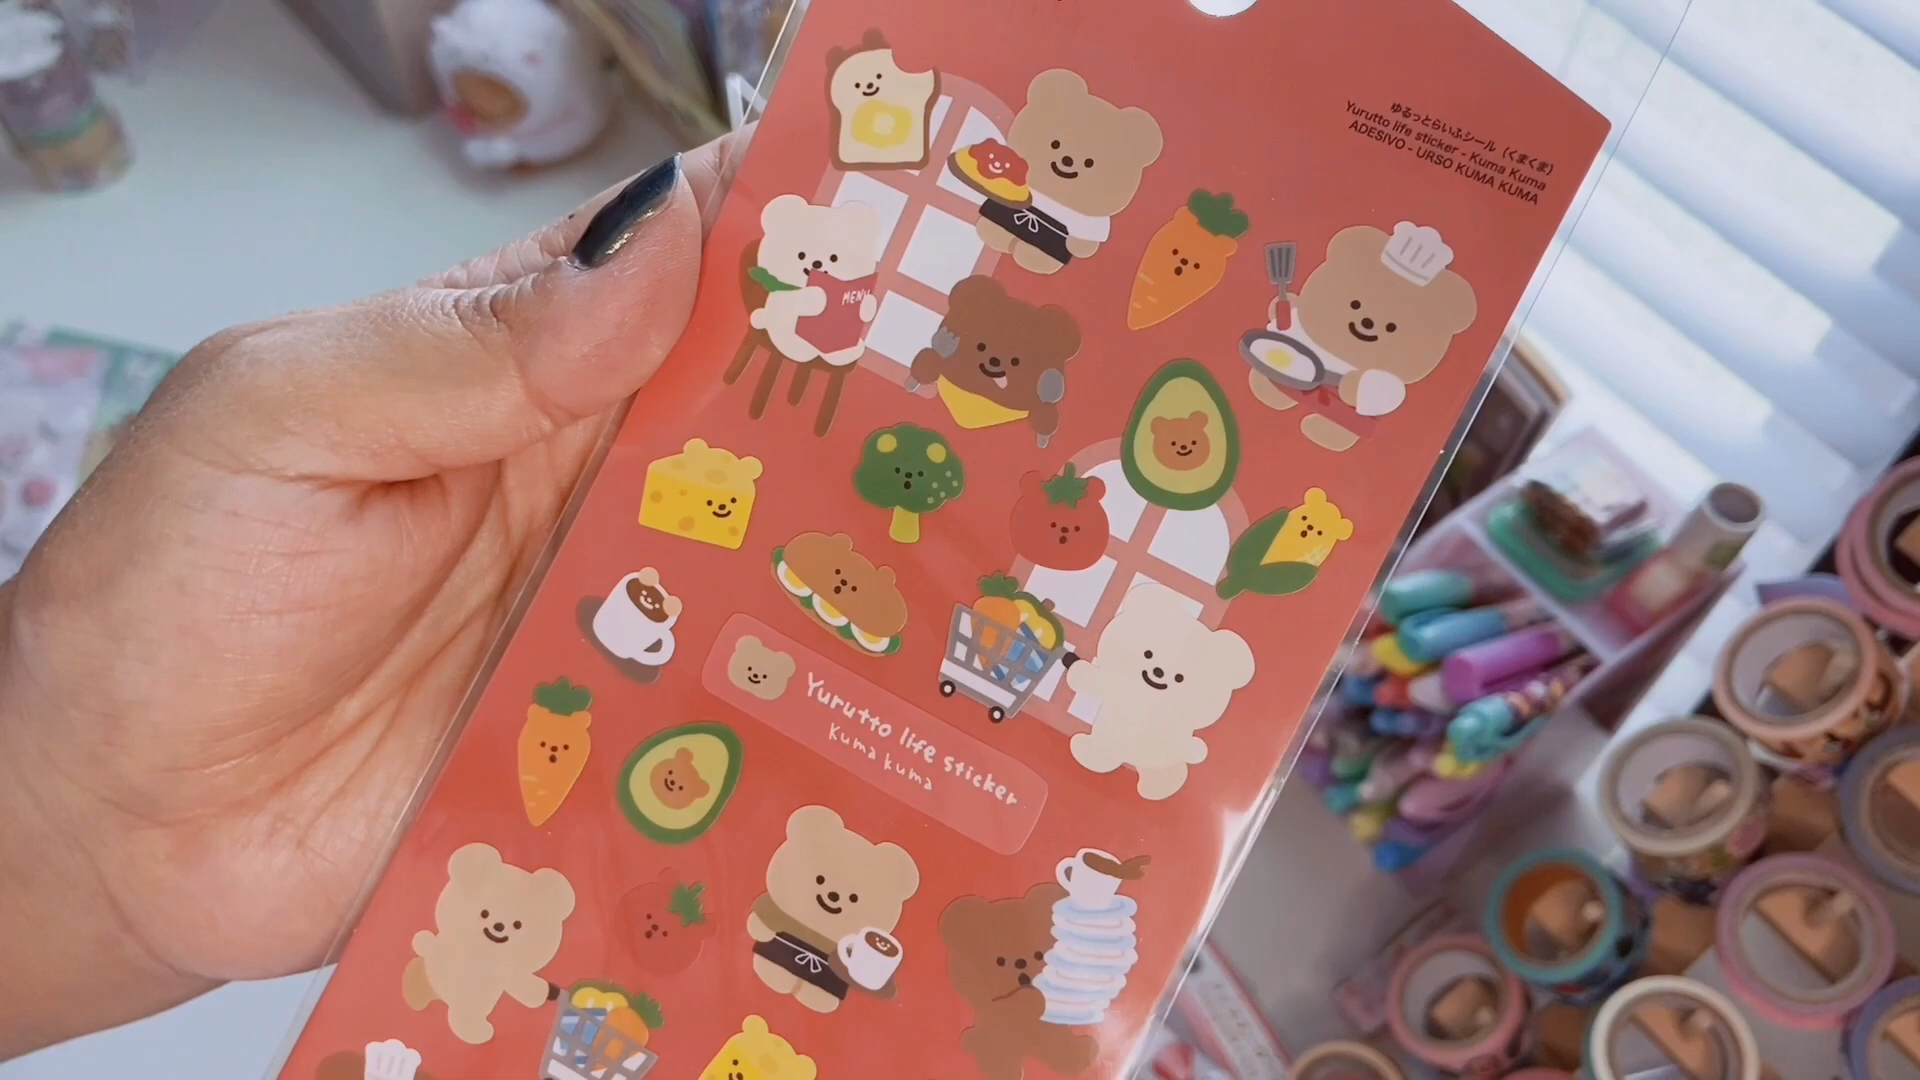 ゆるっとらいふシール (くまくま)
Yurutto life sticker - Kuma Kuma
ADESIVO - URSO KUMA KUMA
MENU
Yurutto life sticker
Kuma kuma